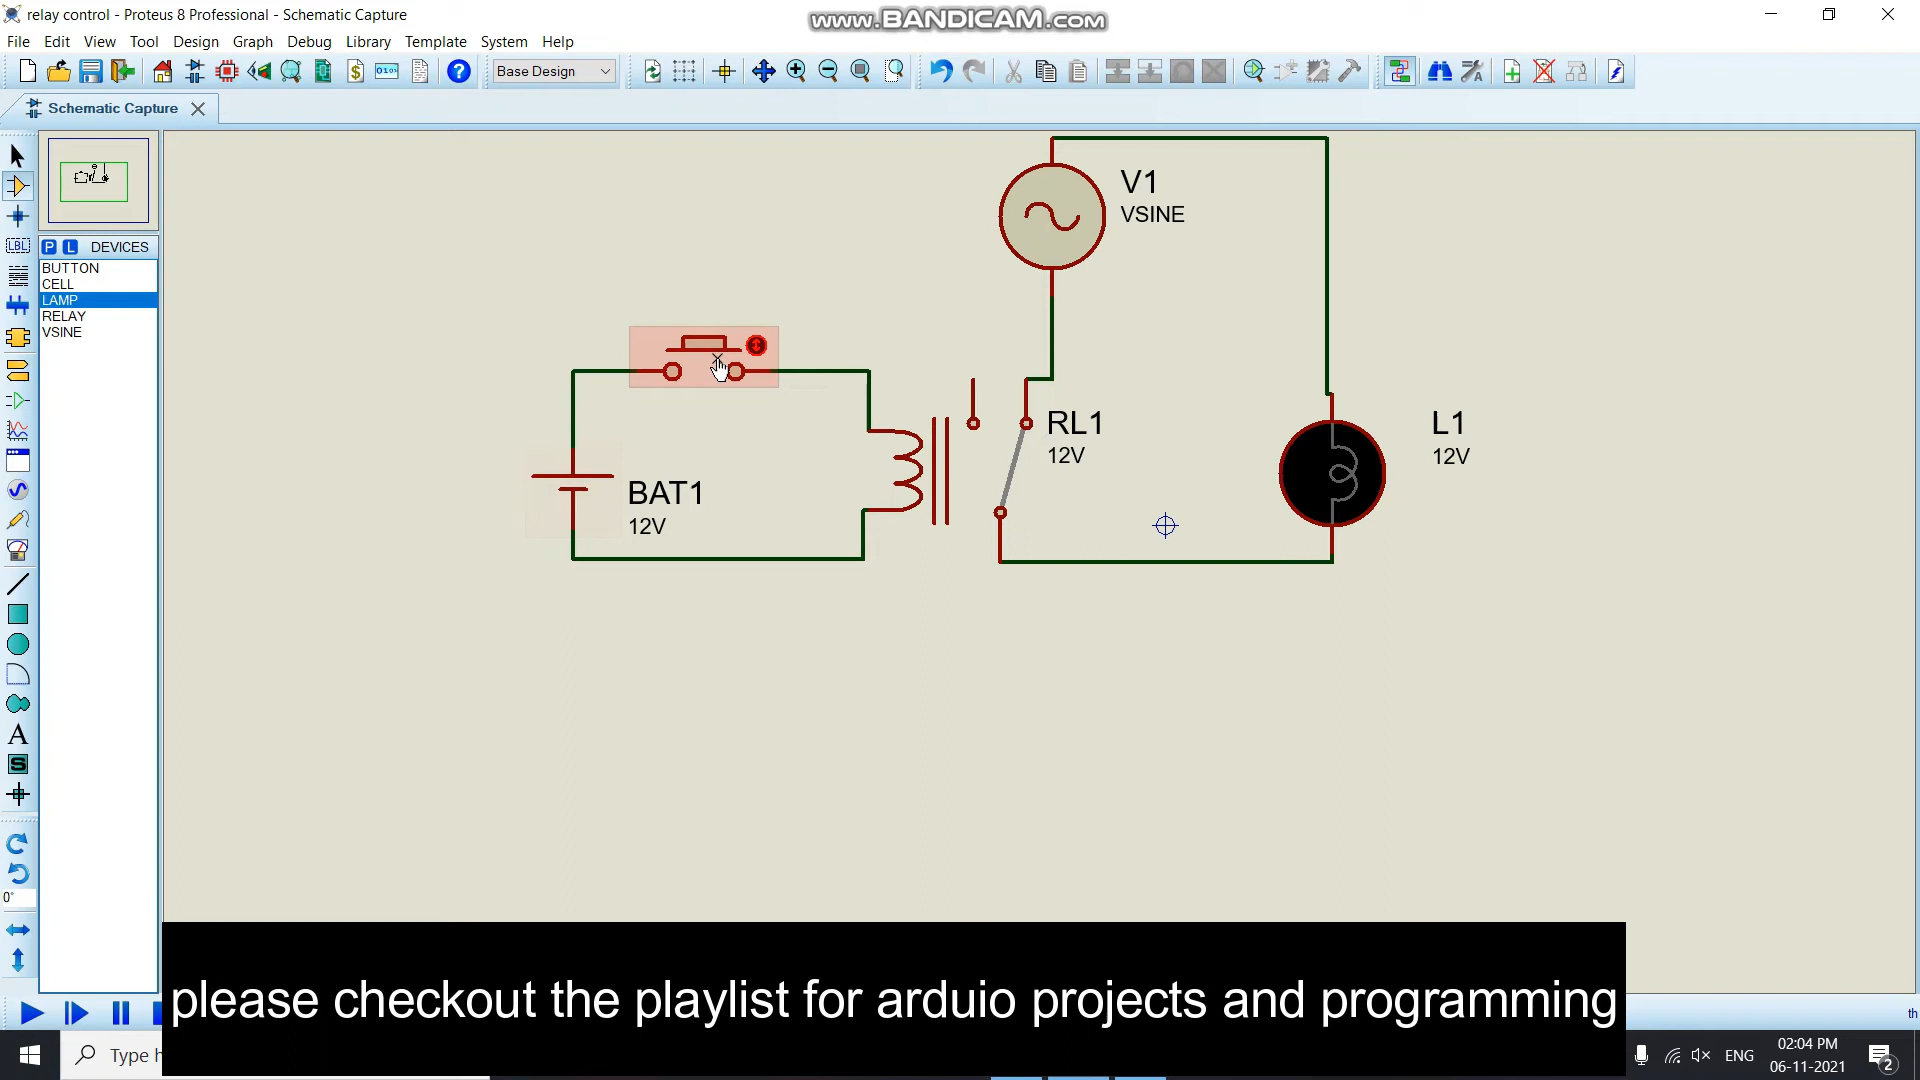 relay control - Proteus 8 Professional - Schematic Capture
www.BANDICAM.com
File Edit View Tool Design Graph Debug Library Template System Help
Base Design
Schematic Capture
P L DEVICES
BUTTON
CELL
LAMP
RELAY
VSINE
LBL
A
S
0°
V1
VSINE
RL1
12V
L1
12V
BAT1
12V
please checkout the playlist for arduio projects and programming
th
Type h
ENG
02:04 PM
06-11-2021
2